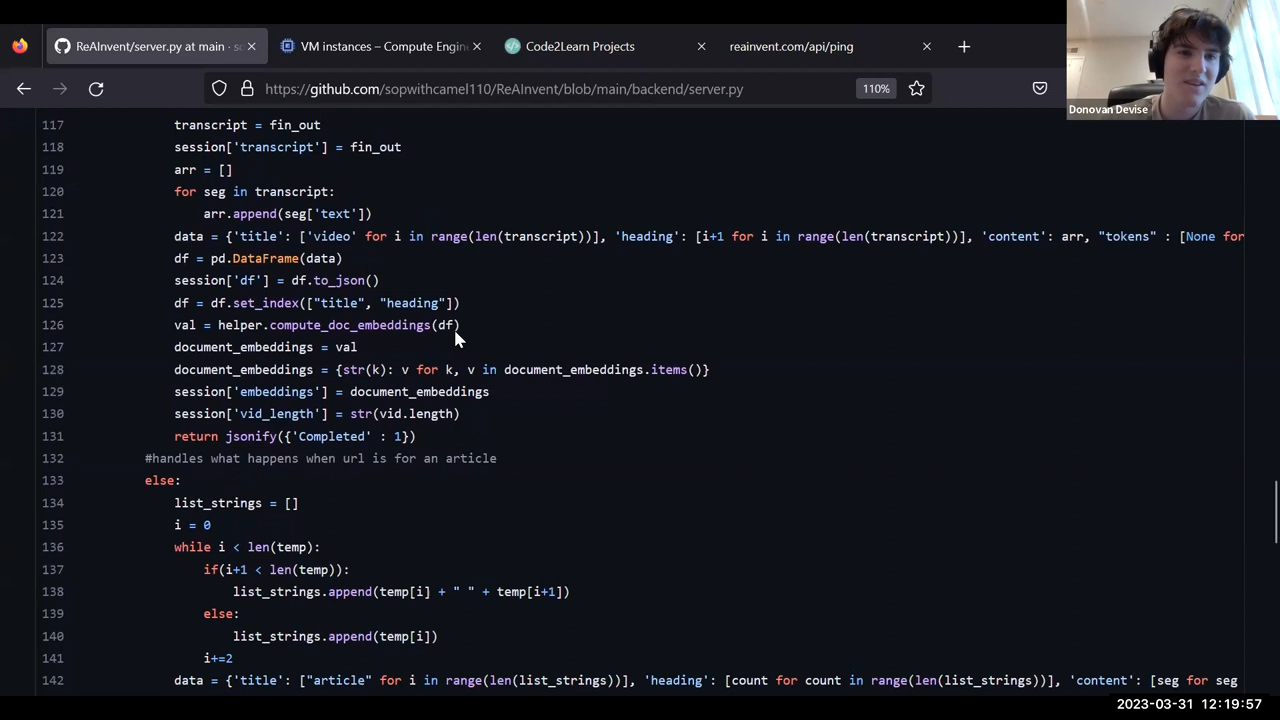 ReAInvent/server.py at main · so
VM instances – Compute Engin
Code2Learn Projects
reainvent.com/api/ping
https://github.com/sopwithcamel110/ReAInvent/blob/main/backend/server.py
110%
Donovan Devise
117 transcript = fin_out
118 session['transcript'] = fin_out
119 arr = []
120 for seg in transcript:
121 arr.append(seg['text'])
122 data = {'title': ['video' for i in range(len(transcript))], 'heading': [i+1 for i in range(len(transcript))], 'content': arr, "tokens" : [None for
123 df = pd.DataFrame(data)
124 session['df'] = df.to_json()
125 df = df.set_index(["title", "heading"])
126 val = helper.compute_doc_embeddings(df)
127 document_embeddings = val
128 document_embeddings = {str(k): v for k, v in document_embeddings.items()}
129 session['embeddings'] = document_embeddings
130 session['vid_length'] = str(vid.length)
131 return jsonify({'Completed' : 1})
132 #handles what happens when url is for an article
133 else:
134 list_strings = []
135 i = 0
136 while i < len(temp):
137 if(i+1 < len(temp)):
138 list_strings.append(temp[i] + " " + temp[i+1])
139 else:
140 list_strings.append(temp[i])
141 i+=2
142 data = {'title': ["article" for i in range(len(list_strings))], 'heading': [count for count in range(len(list_strings))], 'content': [seg for seg
2023-03-31 12:19:57